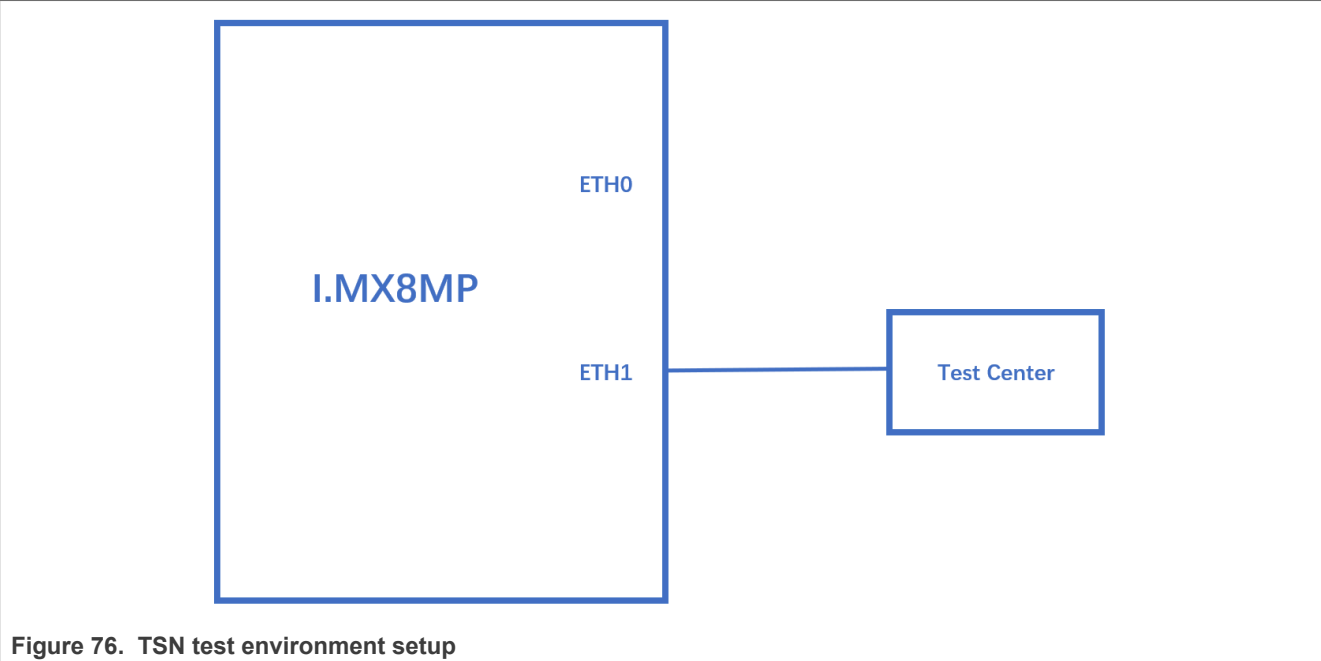 ETH0
I.MX8MP
ETH1
Test Center
Figure 76. TSN test environment setup